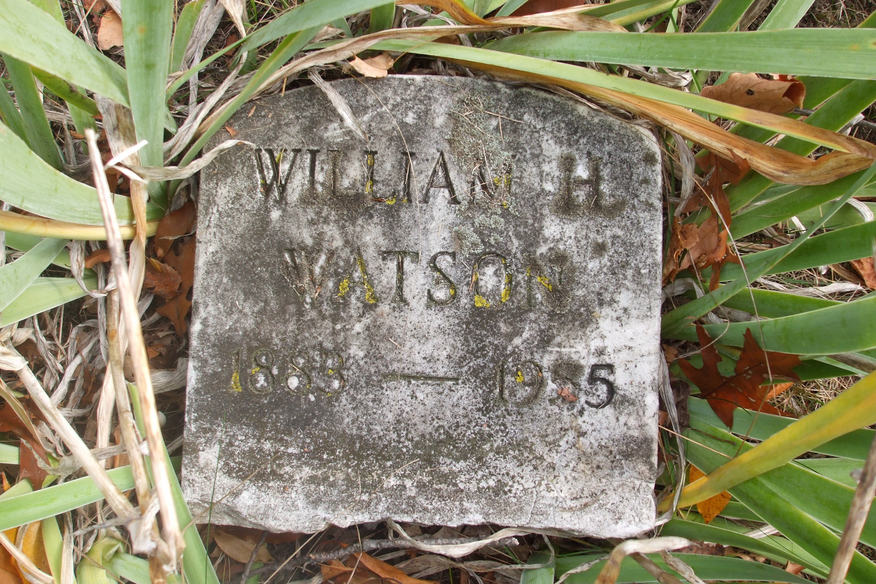 WILLIAM H.
WATSON
1883 — 1955